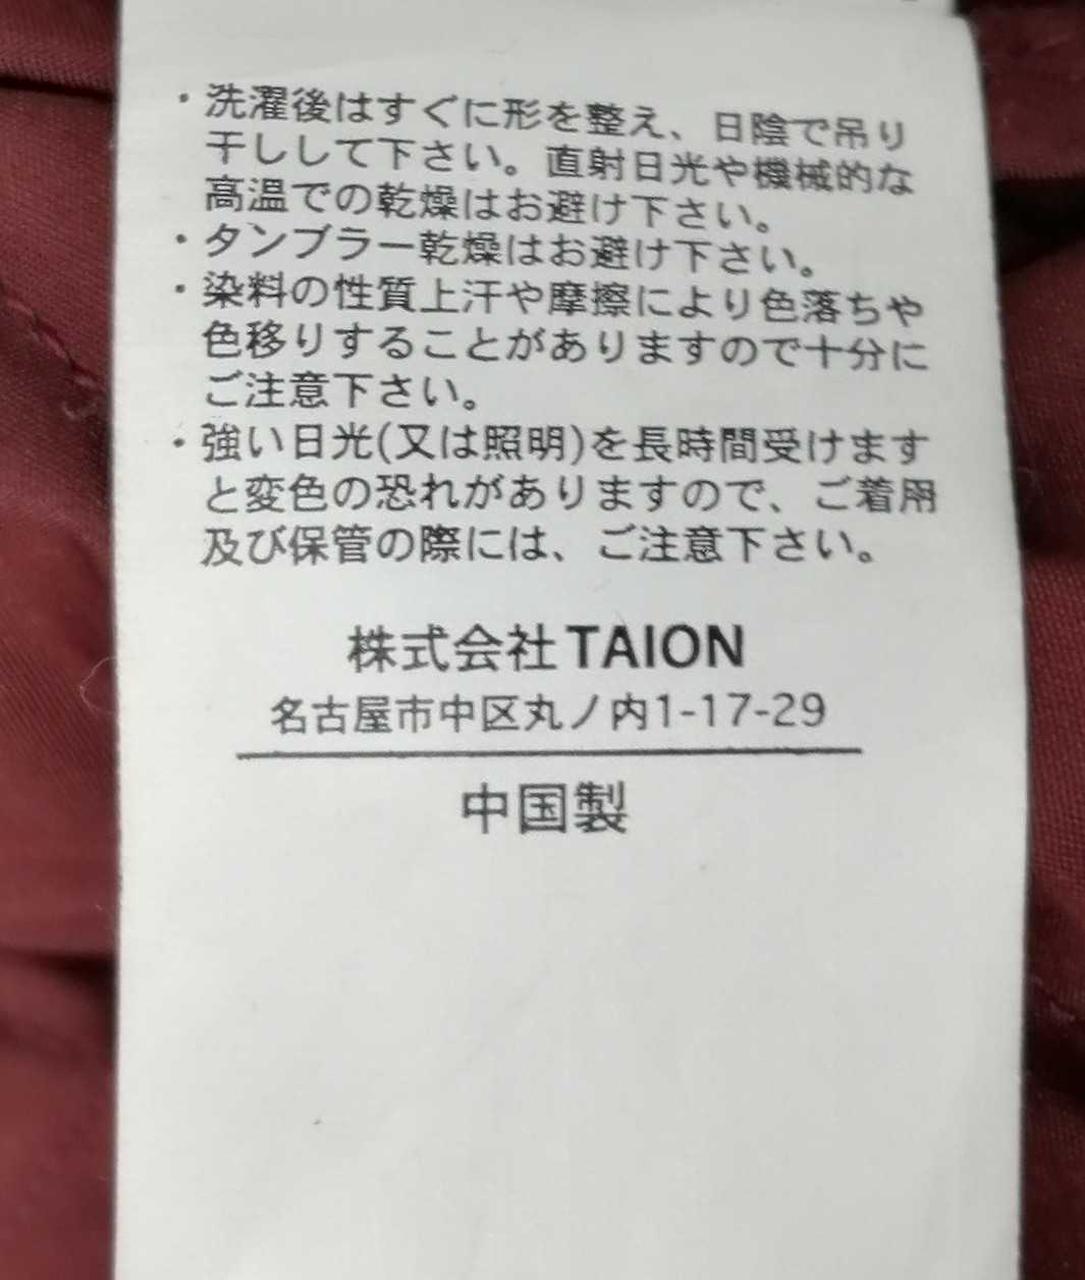 ・洗濯後はすぐに形を整え、日陰で吊り
干しして下さい。直射日光や機械的な
高温での乾燥はお避け下さい。
・タンブラー乾燥はお避け下さい。
・染料の性質上汗や摩擦により色落ちや
色移りすることがありますので十分に
ご注意下さい。
・強い日光(又は照明)を長時間受けます
と変色の恐れがありますので、ご着用
及び保管の際には、ご注意下さい。
株式会社TAION
名古屋市中区丸ノ内1-17-29
中国製